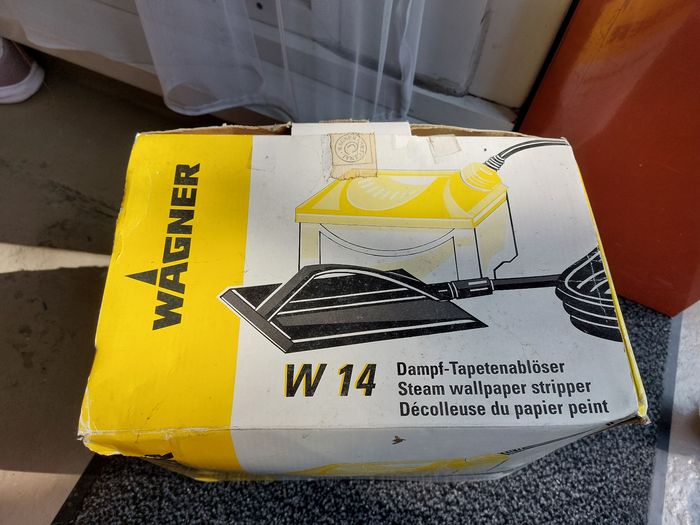 WAGNER
W 14
Dampf-Tapetenablöser
Steam wallpaper stripper
Décolleuse du papier peint